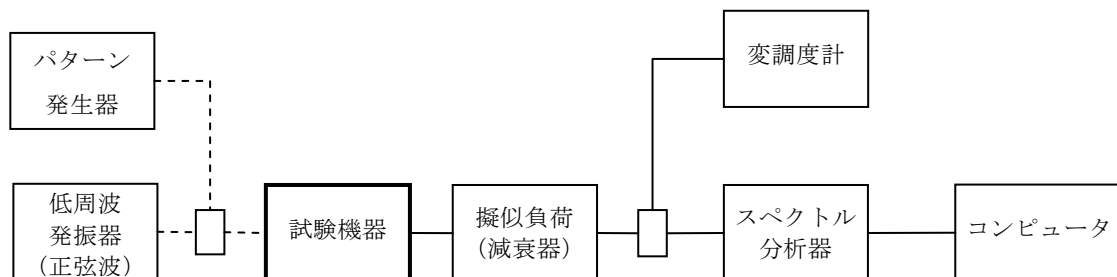 パターン
発生器
変調度計
低周波
発振器
（正弦波）
試験機器
擬似負荷
（減衰器）
スペクトル
分析器
コンピュータ